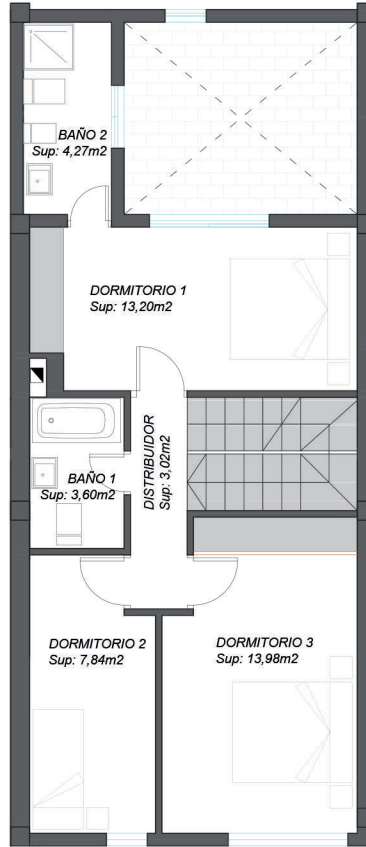 BAÑO 2
Sup: 4,27m2
DORMITORIO 1
Sup: 13,20m2
DISTRIBUIDOR
Sup: 3,02m2
BAÑO 1
Sup: 3,60m2
DORMITORIO 2
Sup: 7,84m2
DORMITORIO 3
Sup: 13,98m2